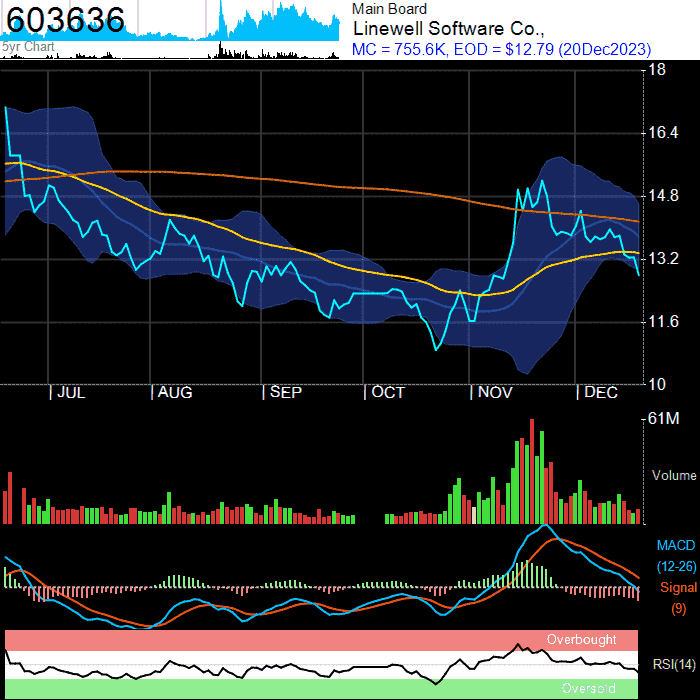 603636
5yr Chart
Main Board
Linewell Software Co.,
MC = 755.6K, EOD = $12.79 (20Dec2023)
18
16.4
14.8
13.2
11.6
10
| JUL | AUG | SEP | OCT | NOV | DEC
61M
Volume
MACD
(12-26)
Signal
(9)
Overbought
RSI(14)
Oversold